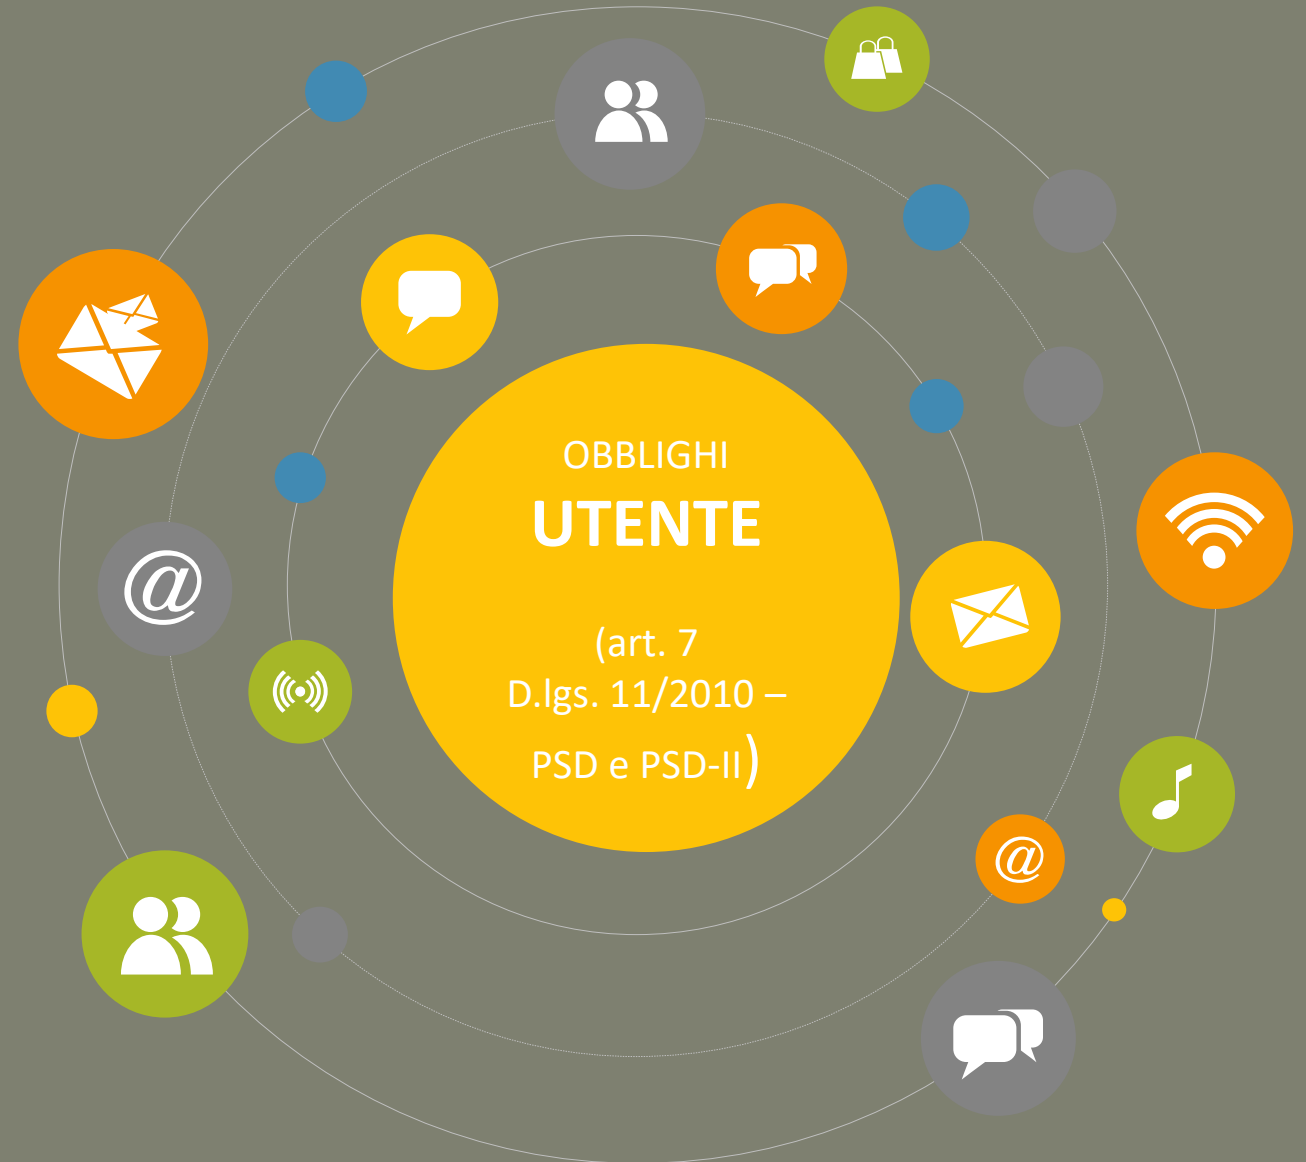 OBBLIGHI
UTENTE
(art. 7
D.lgs. 11/2010 –
PSD e PSD-II)
@
@